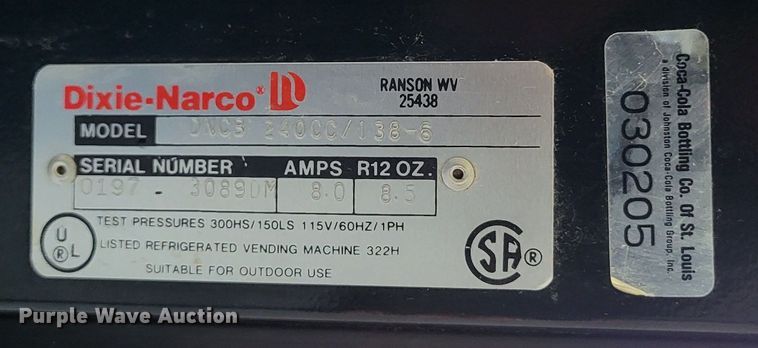 Dixie-Narco®
RANSON WV
25438
MODEL DNCB 240CC/138-6
SERIAL NUMBER AMPS R12 OZ.
0197 - 3089DM 8.0 8.5
TEST PRESSURES 300HS/150LS 115V/60HZ/1PH
LISTED REFRIGERATED VENDING MACHINE 322H
SUITABLE FOR OUTDOOR USE
U L ®
SA ®
Coca-Cola Bottling Co. Of St. Louis
a division of Johnston Coca-Cola Bottling Group, Inc.
030205
Purple Wave Auction